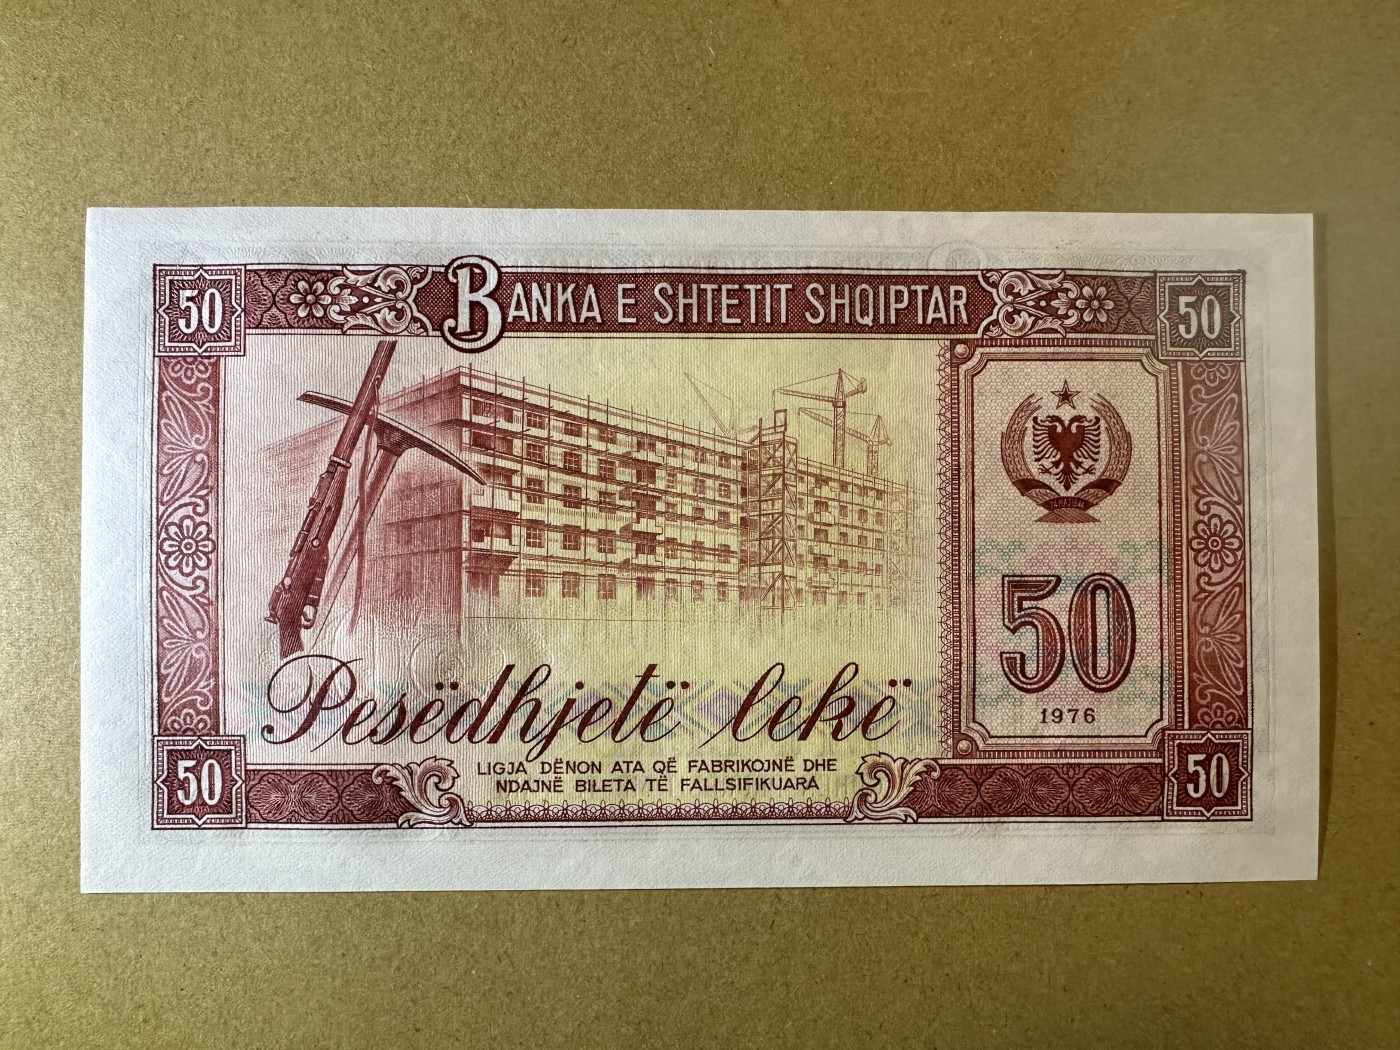 50 BANKA E SHTETIT SHQIPTAR 50
50
1976
Pesëdhjetë lekë
LIGJA DËNON ATA QË FABRIKOJNË DHE
NDAJNË BILETA TË FALLSIFIKUARA
50 50